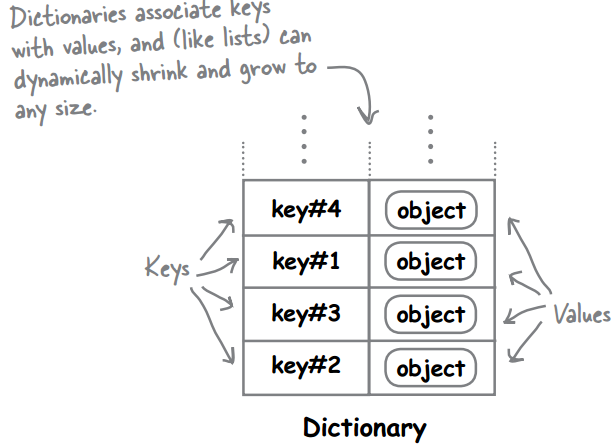 Dictionaries associate keys
with values, and (like lists) can
dynamically shrink and grow to
any size.
key#4 object
key#1 object
Keys
key#3 object
Values
key#2 object
Dictionary